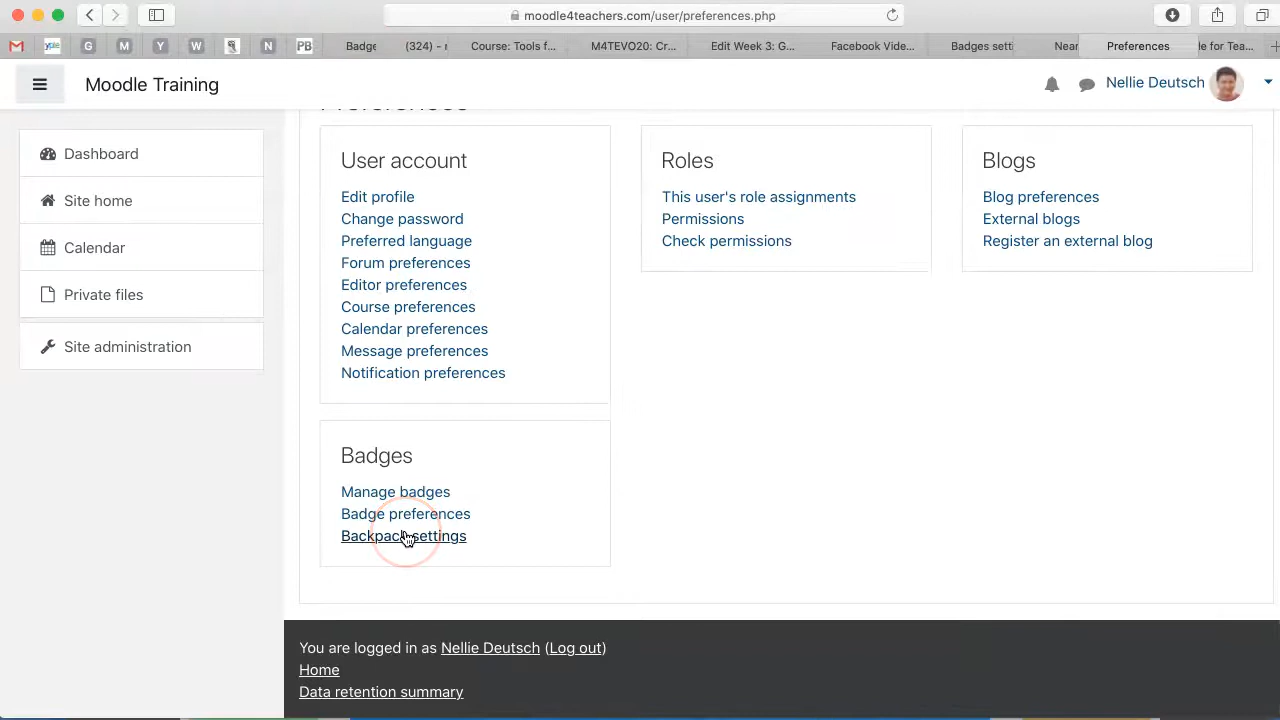 moodle4teachers.com/user/preferences.php
yple G M Y W N PB Badge (324) - r Course: Tools f... M4TEVO20: Cr... Edit Week 3: G... Facebook Vide... Badges setti Near Preferences le for Tea...
Moodle Training
Nellie Deutsch
Preferences
Dashboard
Site home
Calendar
Private files
Site administration
User account
Edit profile
Change password
Preferred language
Forum preferences
Editor preferences
Course preferences
Calendar preferences
Message preferences
Notification preferences
Roles
This user's role assignments
Permissions
Check permissions
Blogs
Blog preferences
External blogs
Register an external blog
Badges
Manage badges
Badge preferences
Backpack settings
You are logged in as Nellie Deutsch (Log out)
Home
Data retention summary